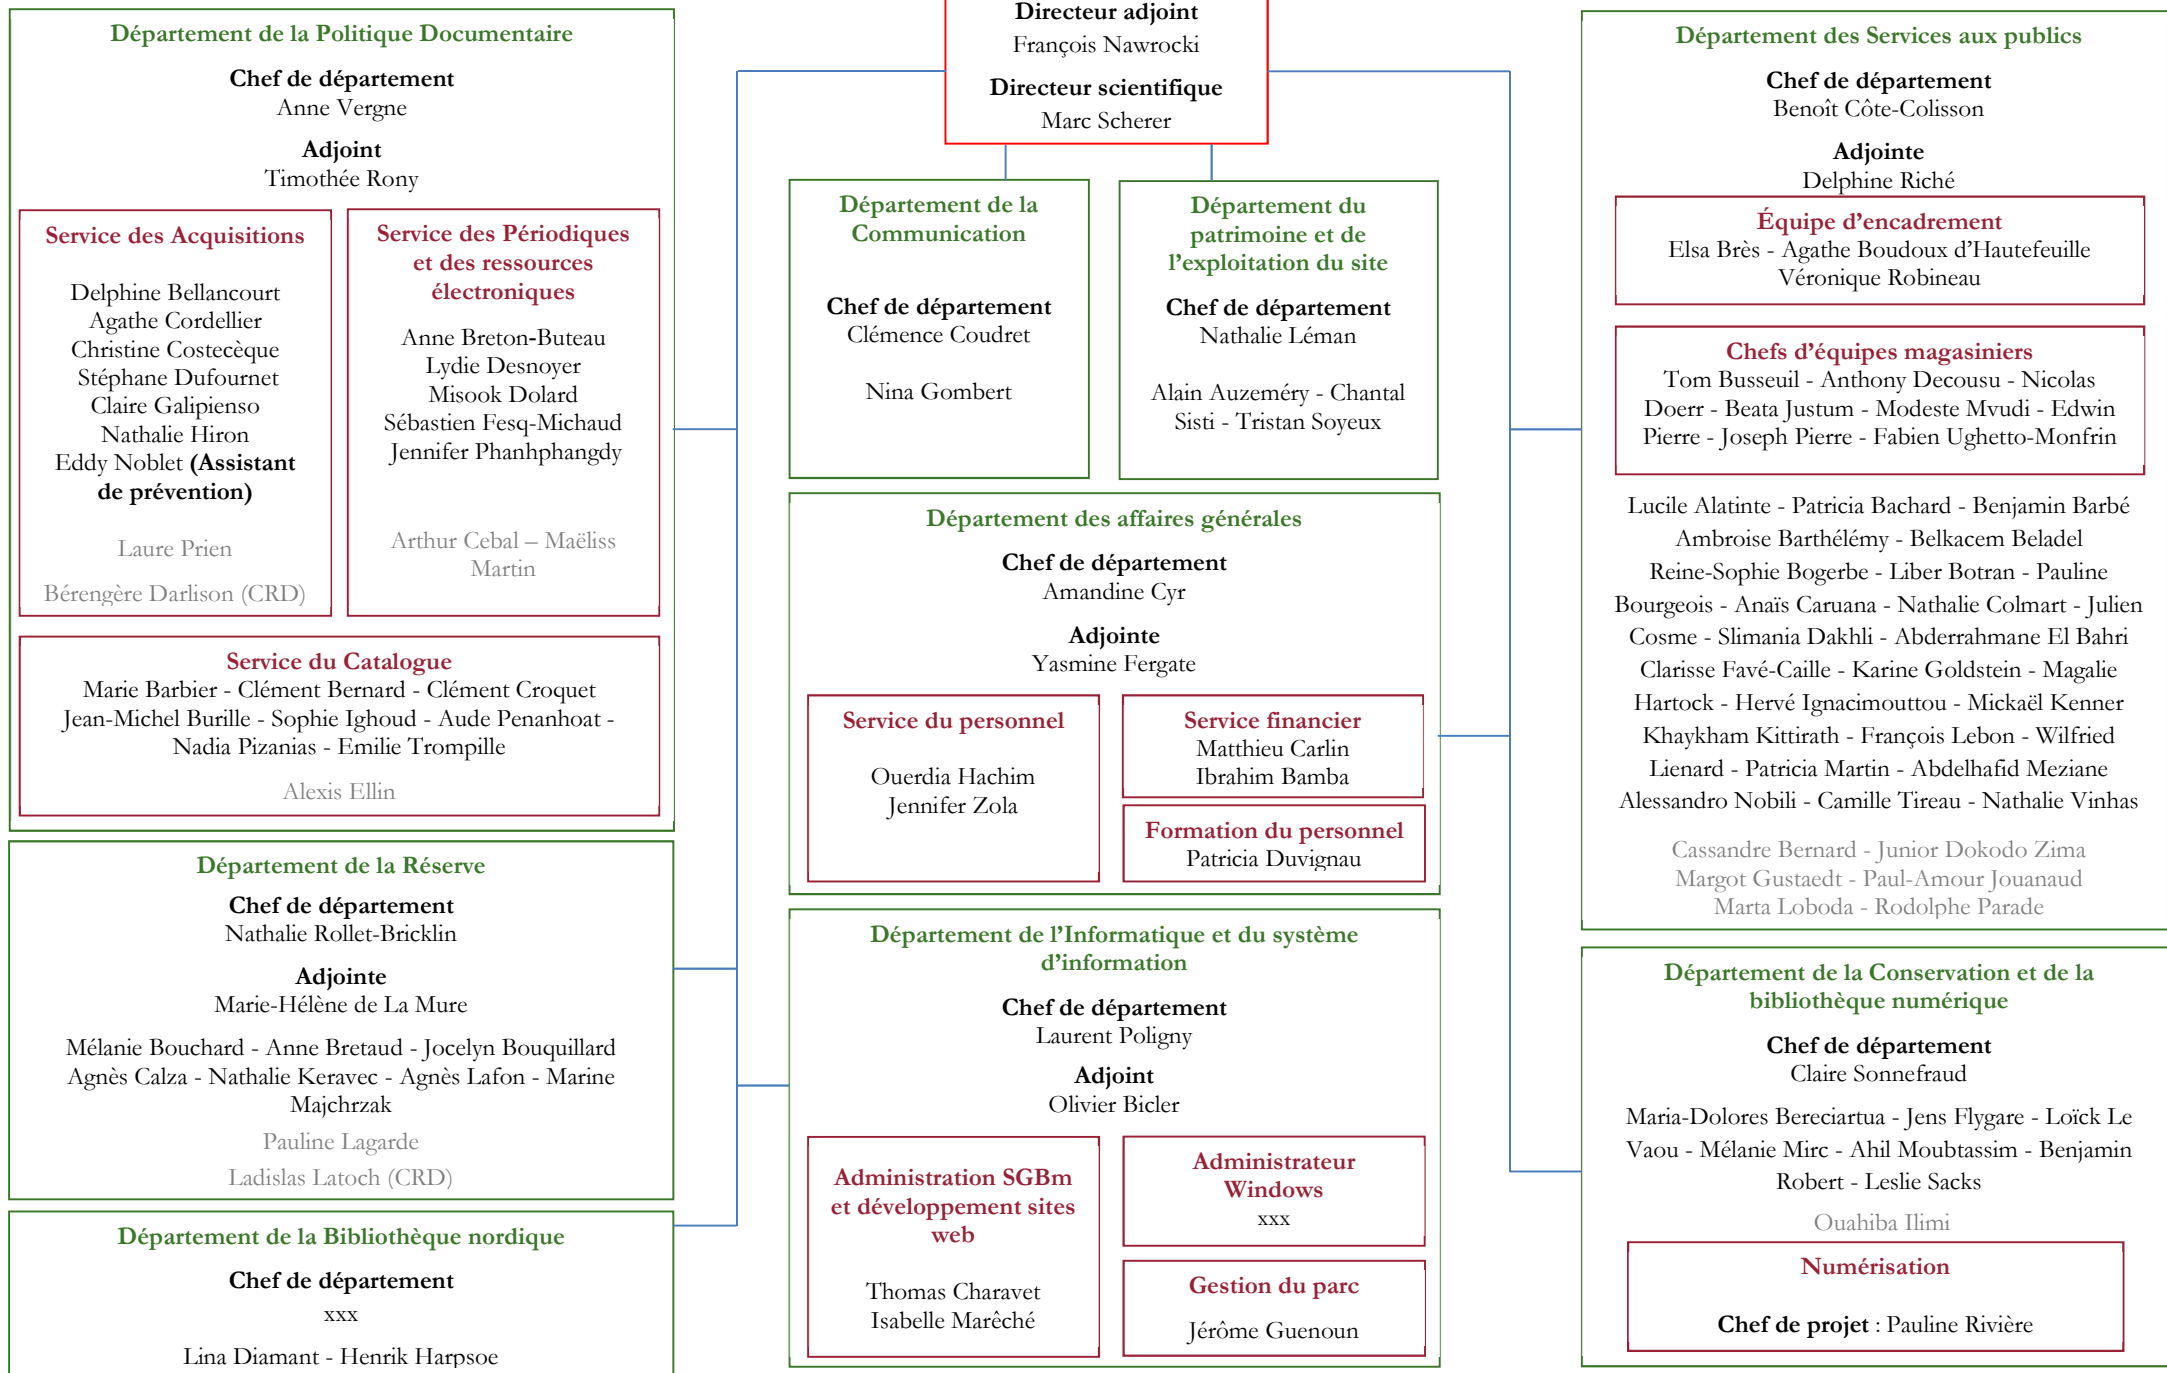 Directeur adjoint
François Nawrocki
Directeur scientifique
Marc Scherer
Département de la Politique Documentaire
Chef de département
Anne Vergne
Adjoint
Timothée Rony
Service des Acquisitions
Delphine Bellancourt
Agathe Cordellier
Christine Costecèque
Stéphane Dufournet
Claire Galipienso
Nathalie Hiron
Eddy Noblet (Assistant
de prévention)
Laure Prien
Bérengère Darlison (CRD)
Service des Périodiques
et des ressources
électroniques
Anne Breton-Buteau
Lydie Desnoyer
Misook Dolard
Sébastien Fesq-Michaud
Jennifer Phanhphangdy
Arthur Cebal – Maëliss
Martin
Service du Catalogue
Marie Barbier - Clément Bernard - Clément Croquet
Jean-Michel Burille - Sophie Ighoud - Aude Penanhoat -
Nadia Pizanias - Emilie Trompille
Alexis Ellin
Département de la Réserve
Chef de département
Nathalie Rollet-Bricklin
Adjointe
Marie-Hélène de La Mure
Mélanie Bouchard - Anne Bretaud - Jocelyn Bouquillard
Agnès Calza - Nathalie Keravec - Agnès Lafon - Marine
Majchrzak
Pauline Lagarde
Ladislas Latoch (CRD)
Département de la Bibliothèque nordique
Chef de département
xxx
Lina Diamant - Henrik Harpsoe
Département de la
Communication
Chef de département
Clémence Coudret
Nina Gombert
Département du
patrimoine et de
l'exploitation du site
Chef de département
Nathalie Léman
Alain Auzeméry - Chantal
Sisti - Tristan Soyeux
Département des affaires générales
Chef de département
Amandine Cyr
Adjointe
Yasmine Fergate
Service du personnel
Ouerdia Hachim
Jennifer Zola
Service financier
Matthieu Carlin
Ibrahim Bamba
Formation du personnel
Patricia Duvignau
Département de l'Informatique et du système
d'information
Chef de département
Laurent Poligny
Adjoint
Olivier Bicler
Administration SGBm
et développement sites
web
Thomas Charavet
Isabelle Marêché
Administrateur
Windows
xxx
Gestion du parc
Jérôme Guenoun
Département des Services aux publics
Chef de département
Benoît Côte-Colisson
Adjointe
Delphine Riché
Équipe d'encadrement
Elsa Brès - Agathe Boudoux d'Hautefeuille
Véronique Robineau
Chefs d'équipes magasiniers
Tom Busseuil - Anthony Decousu - Nicolas
Doerr - Beata Justum - Modeste Mvudi - Edwin
Pierre - Joseph Pierre - Fabien Ughetto-Monfrin
Lucile Alatinte - Patricia Bachard - Benjamin Barbé
Ambroise Barthélémy - Belkacem Beladel
Reine-Sophie Bogerbe - Liber Botran - Pauline
Bourgeois - Anaïs Caruana - Nathalie Colmart - Julien
Cosme - Slimania Dakhli - Abderrahmane El Bahri
Clarisse Favé-Caille - Karine Goldstein - Magalie
Hartock - Hervé Ignacimouttou - Mickaël Kenner
Khaykham Kittirath - François Lebon - Wilfried
Lienard - Patricia Martin - Abdelhafid Meziane
Alessandro Nobili - Camille Tireau - Nathalie Vinhas
Cassandre Bernard - Junior Dokodo Zima
Margot Gustaedt - Paul-Amour Jouanaud
Marta Loboda - Rodolphe Parade
Département de la Conservation et de la
bibliothèque numérique
Chef de département
Claire Sonnefraud
Maria-Dolores Bereciartua - Jens Flygare - Loïck Le
Vaou - Mélanie Mirc - Ahil Moubtassim - Benjamin
Robert - Leslie Sacks
Ouahiba Ilimi
Numérisation
Chef de projet : Pauline Rivière